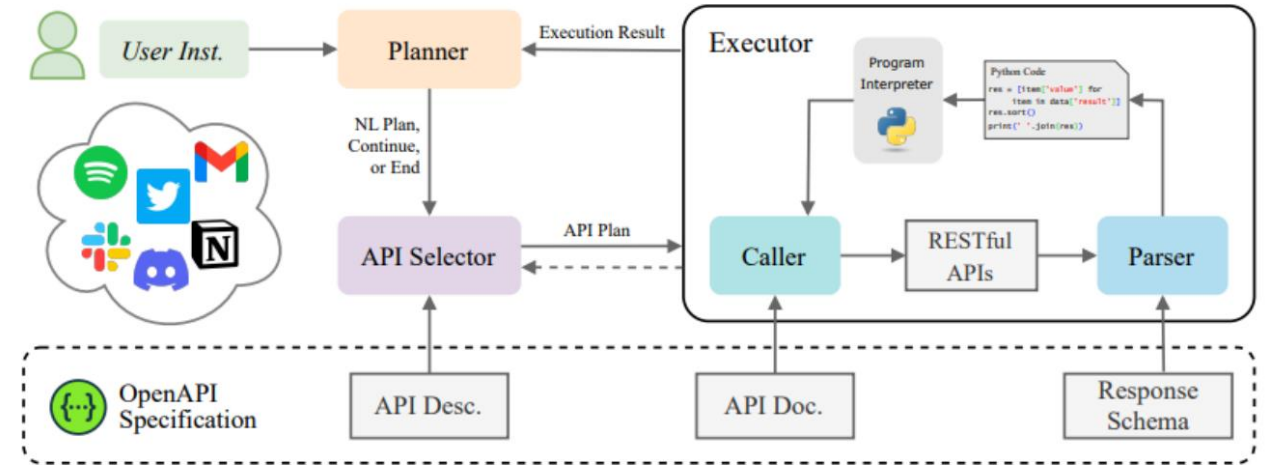 User Inst.
Planner
Execution Result
Executor
Program
Interpreter
Python Code
res = [item['value'] for
item in data['result']]
res.sort()
print(' '.join(res))
NL Plan,
Continue,
or End
API Selector
API Plan
Caller
RESTful
APIs
Parser
N
{···}
OpenAPI
Specification
API Desc.
API Doc.
Response
Schema